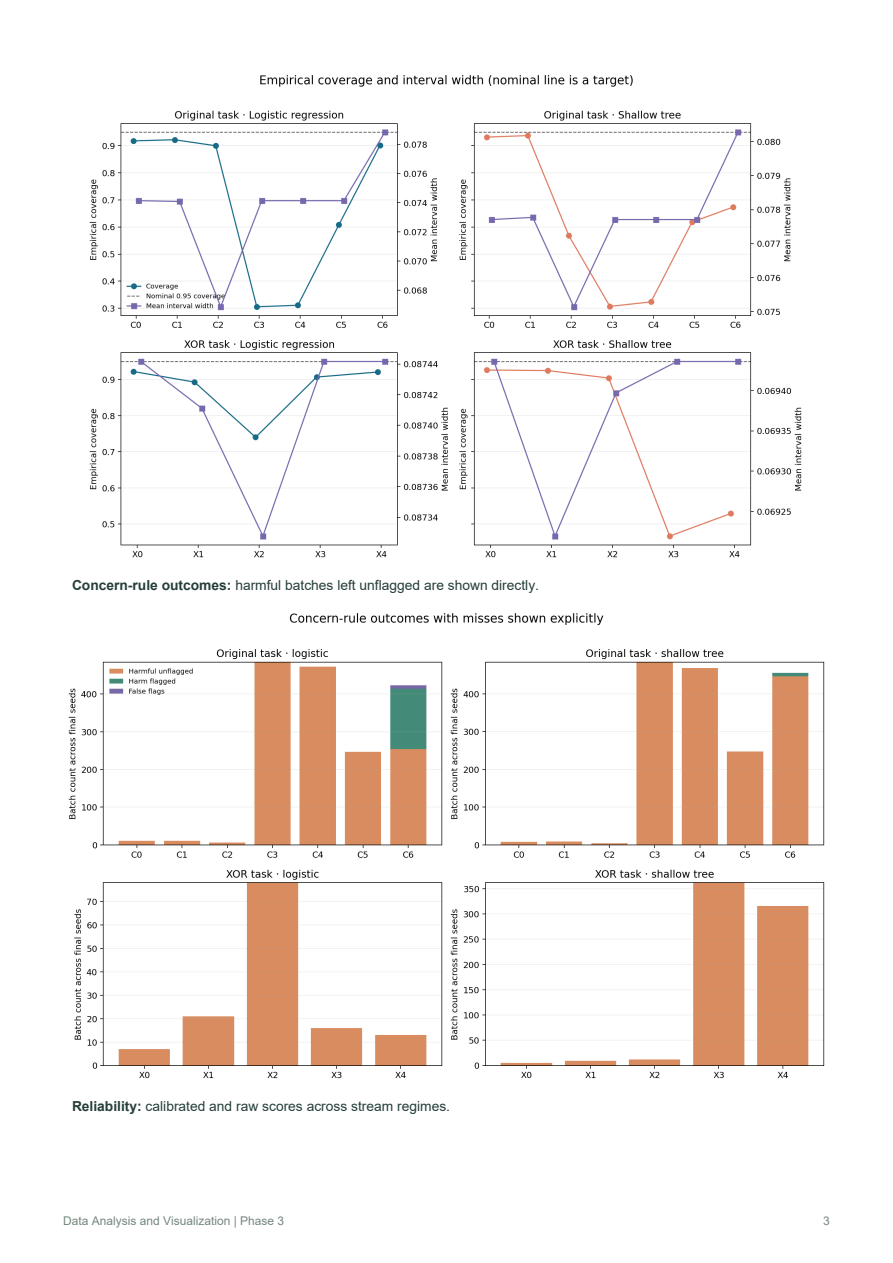 Empirical coverage and interval width (nominal line is a target)
Original task · Logistic regression
Empirical coverage
0.9
0.8
0.7
0.6
0.5
0.4
0.3
Coverage
Nominal 0.95 coverage
Mean interval width
C0 C1 C2 C3 C4 C5 C6
0.078
0.076
0.074
0.072
0.070
0.068
Mean interval width
Original task · Shallow tree
Empirical coverage
C0 C1 C2 C3 C4 C5 C6
0.080
0.079
0.078
0.077
0.076
0.075
Mean interval width
XOR task · Logistic regression
Empirical coverage
0.9
0.8
0.7
0.6
0.5
X0 X1 X2 X3 X4
0.08744
0.08742
0.08740
0.08738
0.08736
0.08734
Mean interval width
XOR task · Shallow tree
Empirical coverage
X0 X1 X2 X3 X4
0.06940
0.06935
0.06930
0.06925
Mean interval width
Concern-rule outcomes: harmful batches left unflagged are shown directly.
Concern-rule outcomes with misses shown explicitly
Original task · logistic
Batch count across final seeds
400
300
200
100
0
Harmful unflagged
Harm flagged
False flags
C0 C1 C2 C3 C4 C5 C6
Original task · shallow tree
Batch count across final seeds
400
300
200
100
0
C0 C1 C2 C3 C4 C5 C6
XOR task · logistic
Batch count across final seeds
70
60
50
40
30
20
10
0
X0 X1 X2 X3 X4
XOR task · shallow tree
Batch count across final seeds
350
300
250
200
150
100
50
0
X0 X1 X2 X3 X4
Reliability: calibrated and raw scores across stream regimes.
Data Analysis and Visualization | Phase 3
3